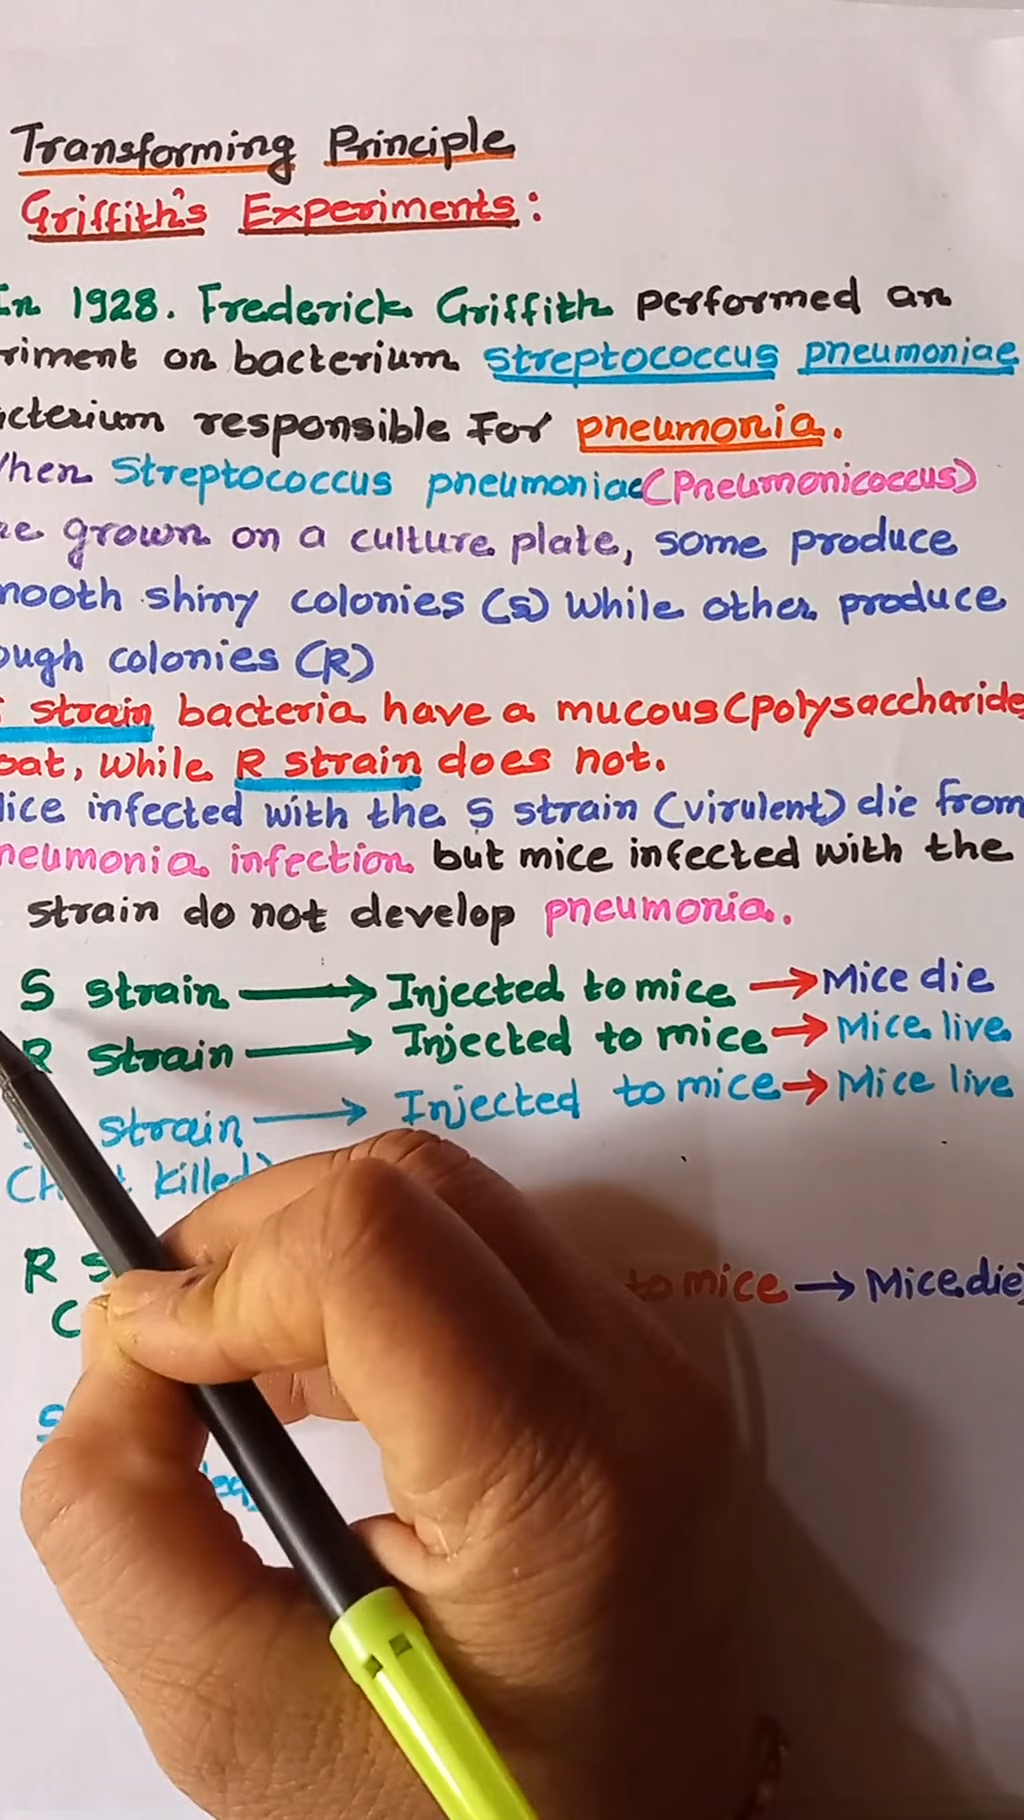 Transforming Principle
Griffith's Experiments:
In 1928. Frederick Griffith performed an
riment on bacterium Streptococcus pneumoniae
cterium responsible For pneumonia.
hen Streptococcus pneumoniae (Pneumonicoccus)
re grown on a culture plate, some produce
mooth shiny colonies (S) while other produce
ough colonies (R)
strain bacteria have a mucous (polysaccharide
oat, while R strain does not.
ice infected with the S strain (virulent) die from
neumonia infection but mice infected with the
strain do not develop pneumonia.
S strain → Injected to mice → Mice die
R strain → Injected to mice → Mice live
strain → Injected to mice → Mice live
killed)
R s
to mice → Mice die
C
S